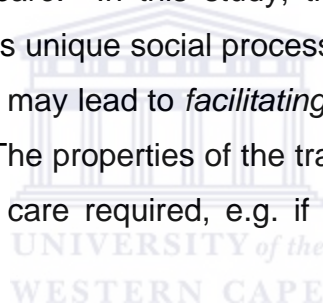 care. In this study, t
s unique social process
may lead to facilitating
The properties of the tra
care required, e.g. if
UNIVERSITY of the
WESTERN CAPE